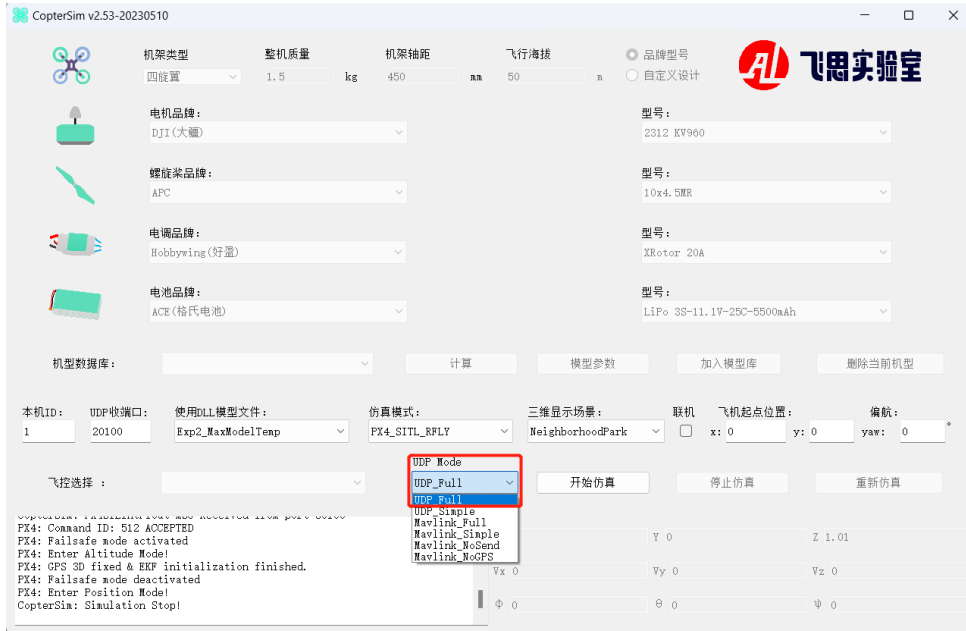 CopterSim v2.53-20230510
机架类型 整机质量 机架轴距 飞行海拔 品牌型号
四旋翼 1.5 kg 450 mm 50 m 自定义设计
AI 飞思实验室
电机品牌: 型号:
DJI(大疆) 2312 KV960
螺旋桨品牌: 型号:
APC 10x4.5MR
电调品牌: 型号:
Hobbywing(好盈) XRotor 20A
电池品牌: 型号:
ACE(格氏电池) LiPo 3S-11.1V-25C-5500mAh
机型数据库: 计算 模型参数 加入模型库 删除当前机型
本机ID: UDP收端口: 使用DLL模型文件: 仿真模式: 三维显示场景: 联机 飞机起点位置: 偏航:
1 20100 Exp2_MaxModelTemp PX4_SITL_RFLY NeighborhoodPark x: 0 y: 0 yaw: 0 °
UDP Mode
飞控选择 : UDP_Full 开始仿真 停止仿真 重新仿真
UDP_Full
UDP_Simple
Mavlink_Full
Mavlink_Simple
Mavlink_NoSend
Mavlink_NoGPS
PX4: Command ID: 512 ACCEPTED
PX4: Failsafe mode activated
PX4: Enter Altitude Mode!
PX4: GPS 3D fixed & EKF initialization finished.
PX4: Failsafe mode deactivated
PX4: Enter Position Mode!
CopterSim: Simulation Stop!
Y 0 Z 1.01
Vx 0 Vy 0 Vz 0
Φ 0 θ 0 ψ 0